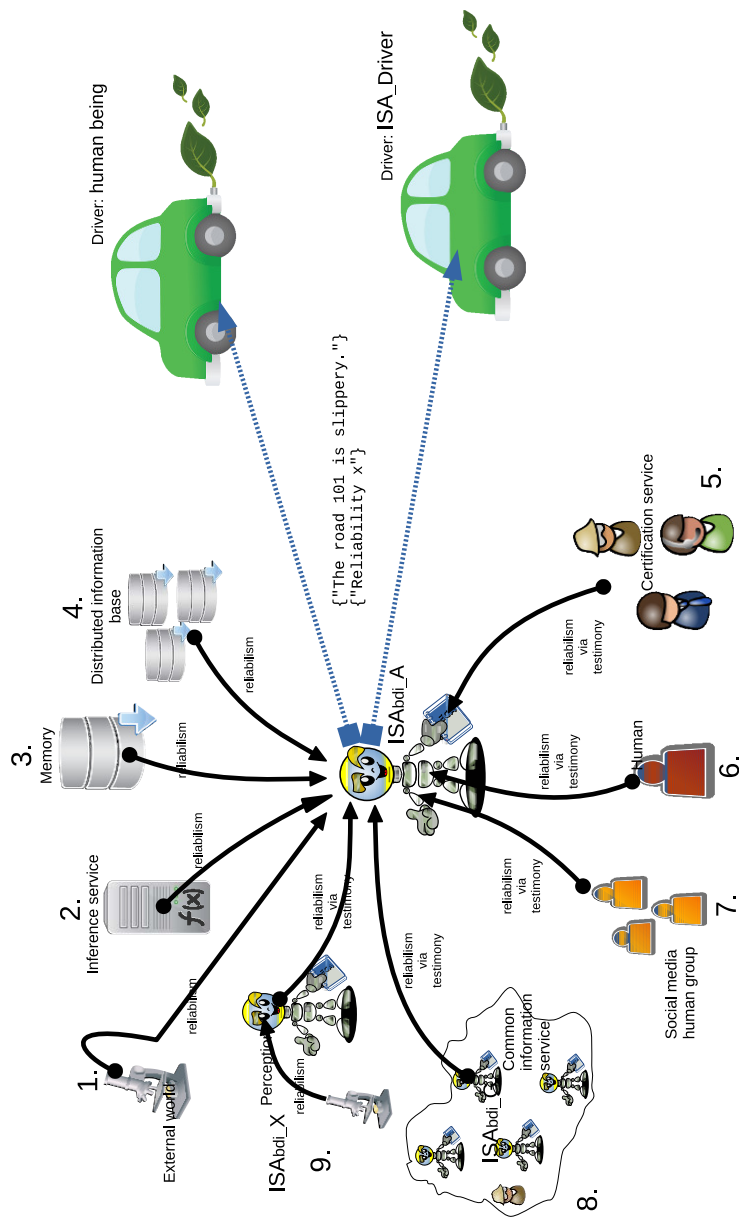 1.
External world
reliabilism
2.
Inference service
f(x)
reliabilism
3.
Memory
reliabilism
4.
Distributed information
base
reliabilism
Driver: human being
Driver: ISA_Driver
{"The road 101 is slippery."}
{"Reliability x"}
ISAbdi_A
5.
Certification service
reliabilism
via
testimony
6.
Human
reliabilism
via
testimony
7.
Social media
human group
reliabilism
via
testimony
8.
Common
information
service
ISAbdi_
reliabilism
via
testimony
9.
ISAbdi_X
Perception
reliabilism
reliabilism
via
testimony